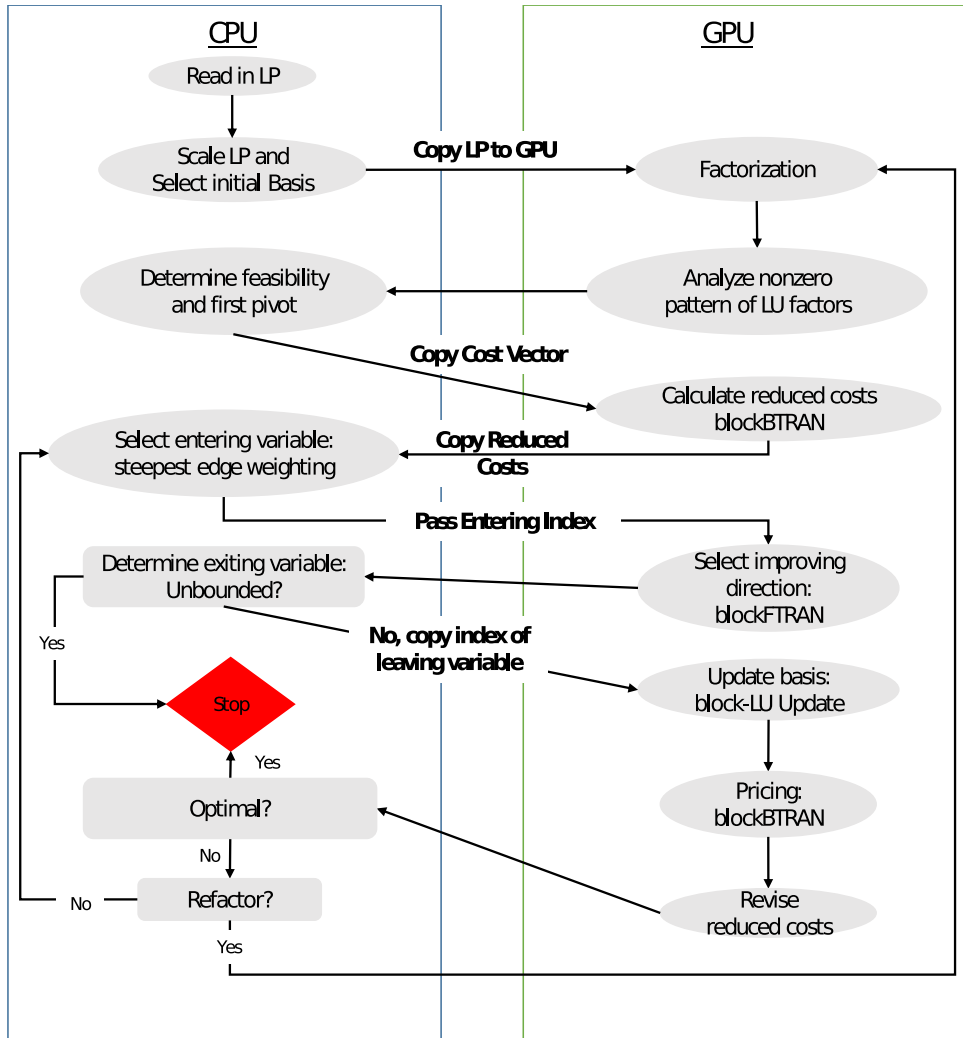 CPU
GPU
Read in LP
Scale LP and
Select initial Basis
Copy LP to GPU
Factorization
Determine feasibility
and first pivot
Analyze nonzero
pattern of LU factors
Copy Cost Vector
Calculate reduced costs
blockBTRAN
Select entering variable:
steepest edge weighting
Copy Reduced
Costs
Pass Entering Index
Determine exiting variable:
Unbounded?
Select improving
direction:
blockFTRAN
Yes
No, copy index of
leaving variable
Update basis:
block-LU Update
Stop
Yes
Pricing:
blockBTRAN
Optimal?
No
No
Refactor?
Revise
reduced costs
Yes